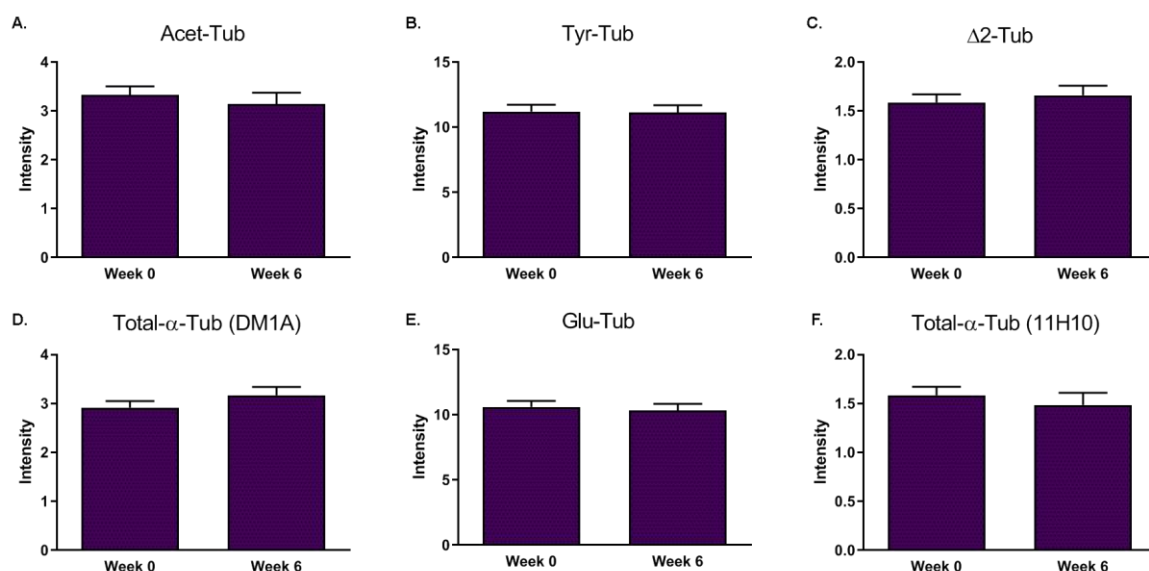 A.
Acet-Tub
Intensity
4
3
2
1
0
Week 0 Week 6
B.
Tyr-Tub
Intensity
15
10
5
0
Week 0 Week 6
C.
Δ2-Tub
Intensity
2.0
1.5
1.0
0.5
0.0
Week 0 Week 6
D.
Total-α-Tub (DM1A)
Intensity
4
3
2
1
0
Week 0 Week 6
E.
Glu-Tub
Intensity
15
10
5
0
Week 0 Week 6
F.
Total-α-Tub (11H10)
Intensity
2.0
1.5
1.0
0.5
0.0
Week 0 Week 6